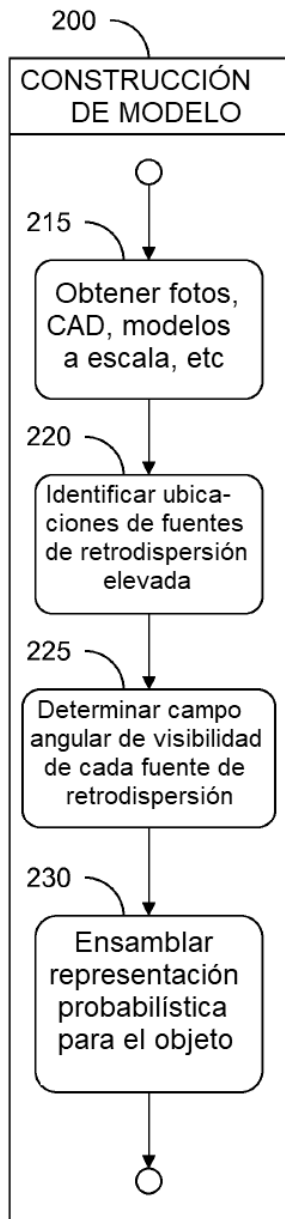 200
CONSTRUCCIÓN
DE MODELO
215
Obtener fotos,
CAD, modelos
a escala, etc
220
Identificar ubica-
ciones de fuentes
de retrodispersión
elevada
225
Determinar campo
angular de visibilidad
de cada fuente de
retrodispersión
230
Ensamblar
representación
probabilística
para el objeto